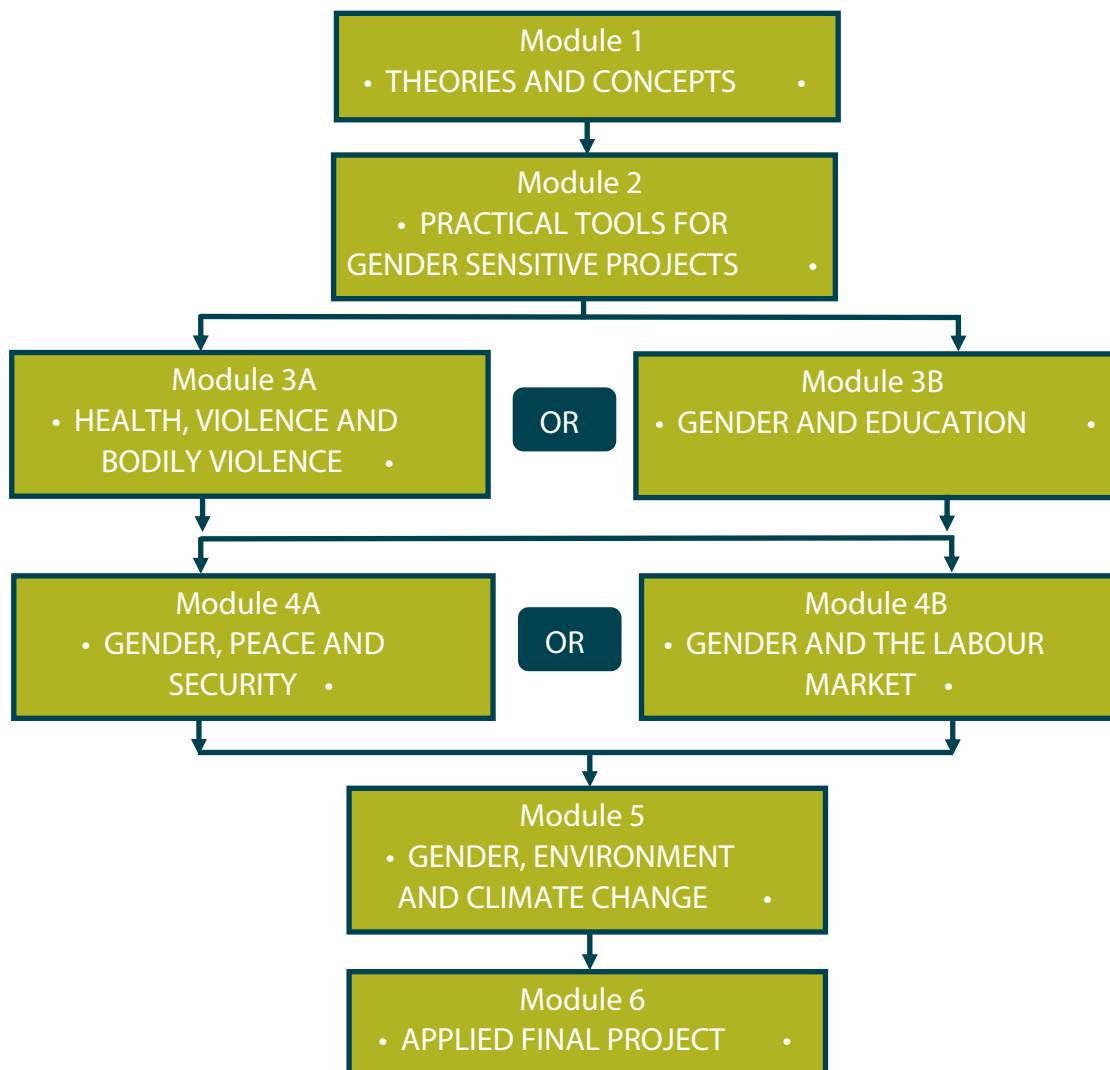 Module 1
• THEORIES AND CONCEPTS •
Module 2
• PRACTICAL TOOLS FOR
GENDER SENSITIVE PROJECTS •
Module 3A
• HEALTH, VIOLENCE AND
BODILY VIOLENCE •
OR
Module 3B
• GENDER AND EDUCATION •
Module 4A
• GENDER, PEACE AND
SECURITY •
OR
Module 4B
• GENDER AND THE LABOUR
MARKET •
Module 5
• GENDER, ENVIRONMENT
AND CLIMATE CHANGE •
Module 6
• APPLIED FINAL PROJECT •